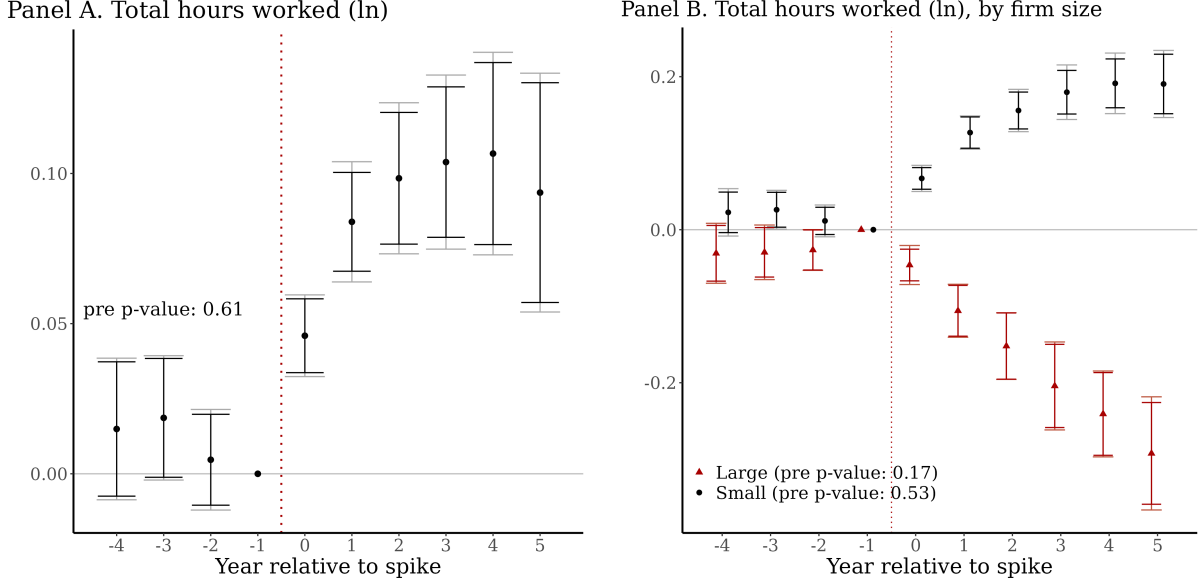 Panel A. Total hours worked (ln)
0.10
0.05
0.00
pre p-value: 0.61
-4 -3 -2 -1 0 1 2 3 4 5
Year relative to spike
Panel B. Total hours worked (ln), by firm size
0.2
0.0
-0.2
Large (pre p-value: 0.17)
Small (pre p-value: 0.53)
-4 -3 -2 -1 0 1 2 3 4 5
Year relative to spike